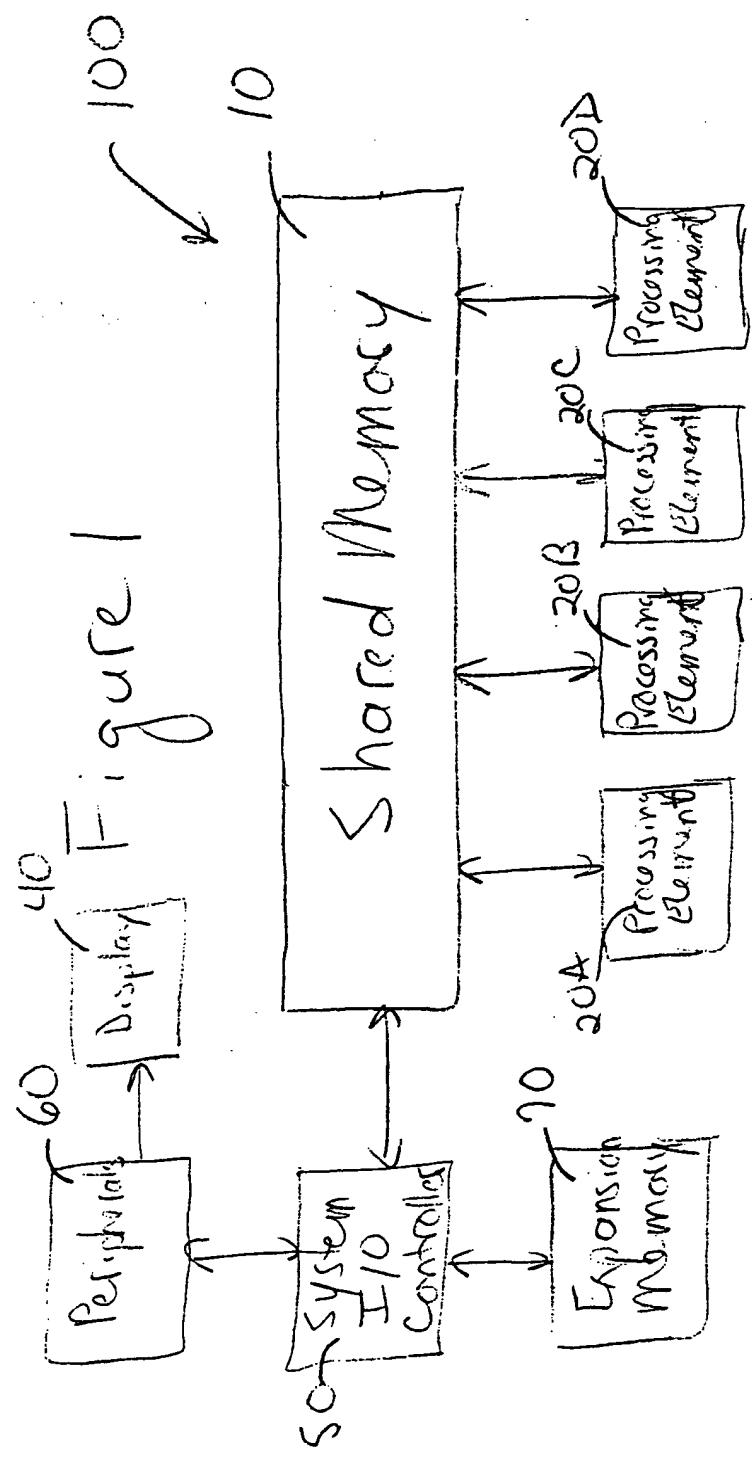 Figure 1
100
60
Peripherals
40
Display
10
Shared Memory
50
System
I/O
Controller
70
Expansion
Memory
20A
Processing
Element
20B
Processing
Element
20C
Processing
Element
20D
Processing
Element